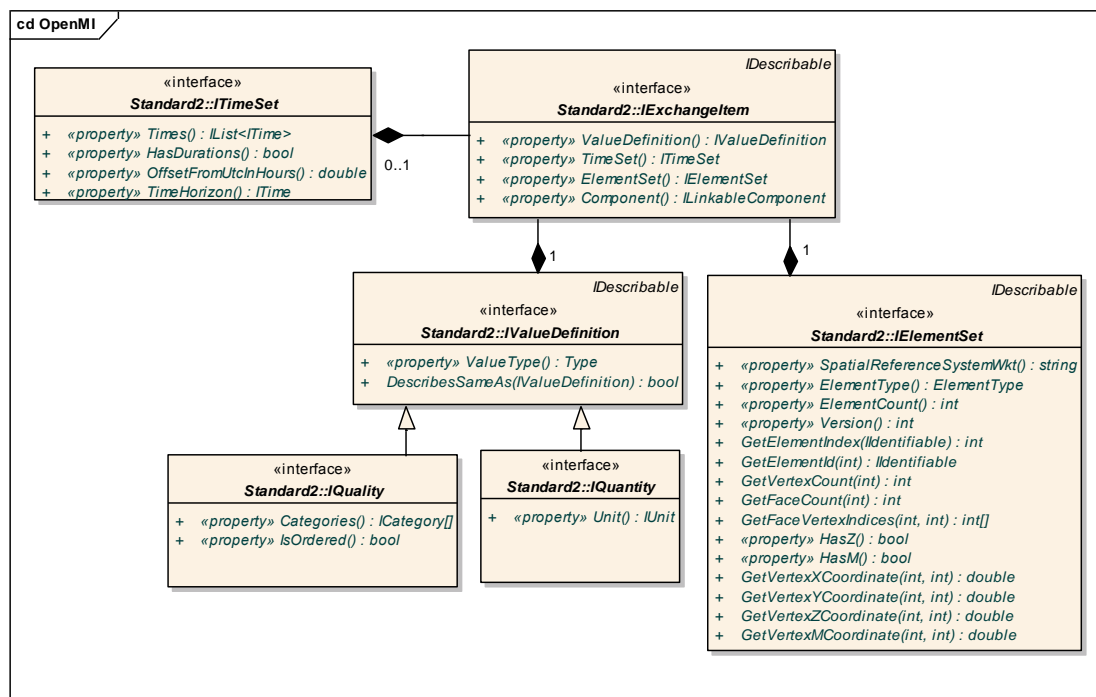 cd OpenMI
«interface»
Standard2::ITimeSet
+ «property» Times() : IList<ITime>
+ «property» HasDurations() : bool
+ «property» OffsetFromUtcInHours() : double
+ «property» TimeHorizon() : ITime
0..1
IDescribable
«interface»
Standard2::IExchangeItem
+ «property» ValueDefinition() : IValueDefinition
+ «property» TimeSet() : ITimeSet
+ «property» ElementSet() : IElementSet
+ «property» Component() : ILinkableComponent
1
1
IDescribable
«interface»
Standard2::IValueDefinition
+ «property» ValueType() : Type
+ DescribesSameAs(IValueDefinition) : bool
IDescribable
«interface»
Standard2::IElementSet
+ «property» SpatialReferenceSystemWkt() : string
+ «property» ElementType() : ElementType
+ «property» ElementCount() : int
+ «property» Version() : int
+ GetElementIndex(IIdentifiable) : int
+ GetElementId(int) : IIdentifiable
+ GetVertexCount(int) : int
+ GetFaceCount(int) : int
+ GetFaceVertexIndices(int, int) : int[]
+ «property» HasZ() : bool
+ «property» HasM() : bool
+ GetVertexXCoordinate(int, int) : double
+ GetVertexYCoordinate(int, int) : double
+ GetVertexZCoordinate(int, int) : double
+ GetVertexMCoordinate(int, int) : double
«interface»
Standard2::IQuality
+ «property» Categories() : ICategory[]
+ «property» IsOrdered() : bool
«interface»
Standard2::IQuantity
+ «property» Unit() : IUnit